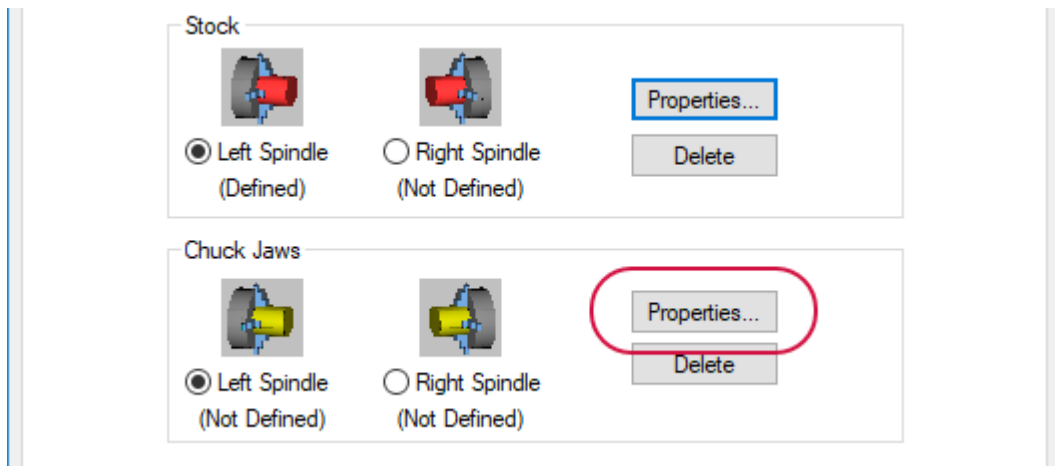 Stock
Properties...
Left Spindle
Right Spindle
Delete
(Defined)
(Not Defined)
Chuck Jaws
Properties...
Delete
Left Spindle
Right Spindle
(Not Defined)
(Not Defined)